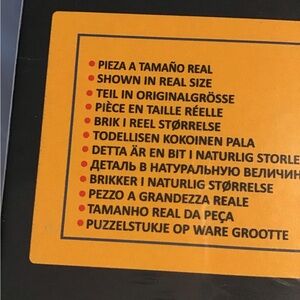 • PIEZA A TAMAÑO REAL
• SHOWN IN REAL SIZE
• TEIL IN ORIGINALGRÖSSE
• PIÈCE EN TAILLE RÉELLE
• BRIK I REEL STØRRELSE
• TODELLISEN KOKOINEN PALA
• DETTA ÄR EN BIT I NATURLIG STORLE
• ДЕТАЛЬ В НАТУРАЛЬНУЮ ВЕЛИЧИН
• BRIKKER I NATURLIG STØRRELSE
• PEZZO A GRANDEZZA REALE
• TAMANHO REAL DA PEÇA
• PUZZELSTUKJE OP WARE GROOTTE